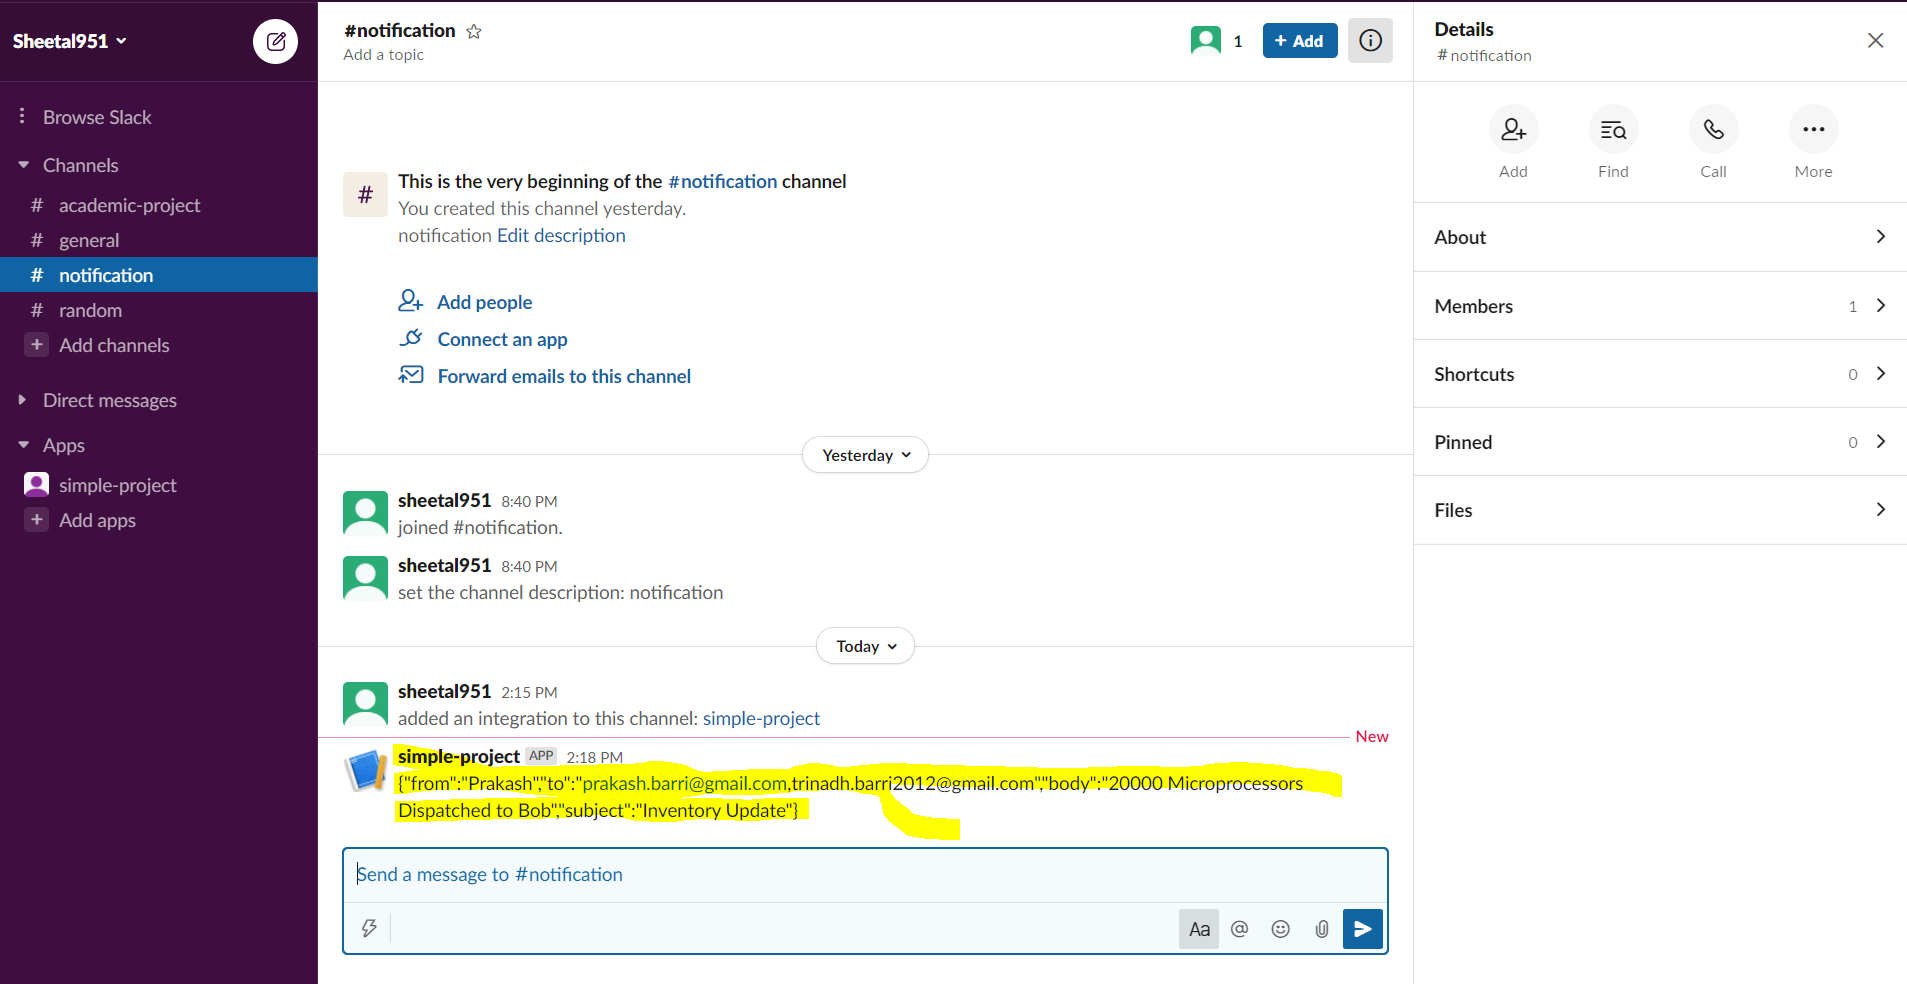 Sheetal951
Browse Slack
Channels
# academic-project
# general
# notification
# random
+ Add channels
Direct messages
Apps
simple-project
+ Add apps
#notification
Add a topic
1
+ Add
#
This is the very beginning of the #notification channel
You created this channel yesterday.
notification Edit description
Add people
Connect an app
Forward emails to this channel
Yesterday
sheetal951 8:40 PM
joined #notification.
sheetal951 8:40 PM
set the channel description: notification
Today
sheetal951 2:15 PM
added an integration to this channel: simple-project
New
simple-project APP 2:18 PM
{"from":"Prakash","to":"prakash.barri@gmail.com,trinadh.barri2012@gmail.com","body":"20000 Microprocessors
Dispatched to Bob","subject":"Inventory Update"}
Send a message to #notification
Aa @
Details
# notification
Add Find Call More
About
Members 1
Shortcuts 0
Pinned 0
Files